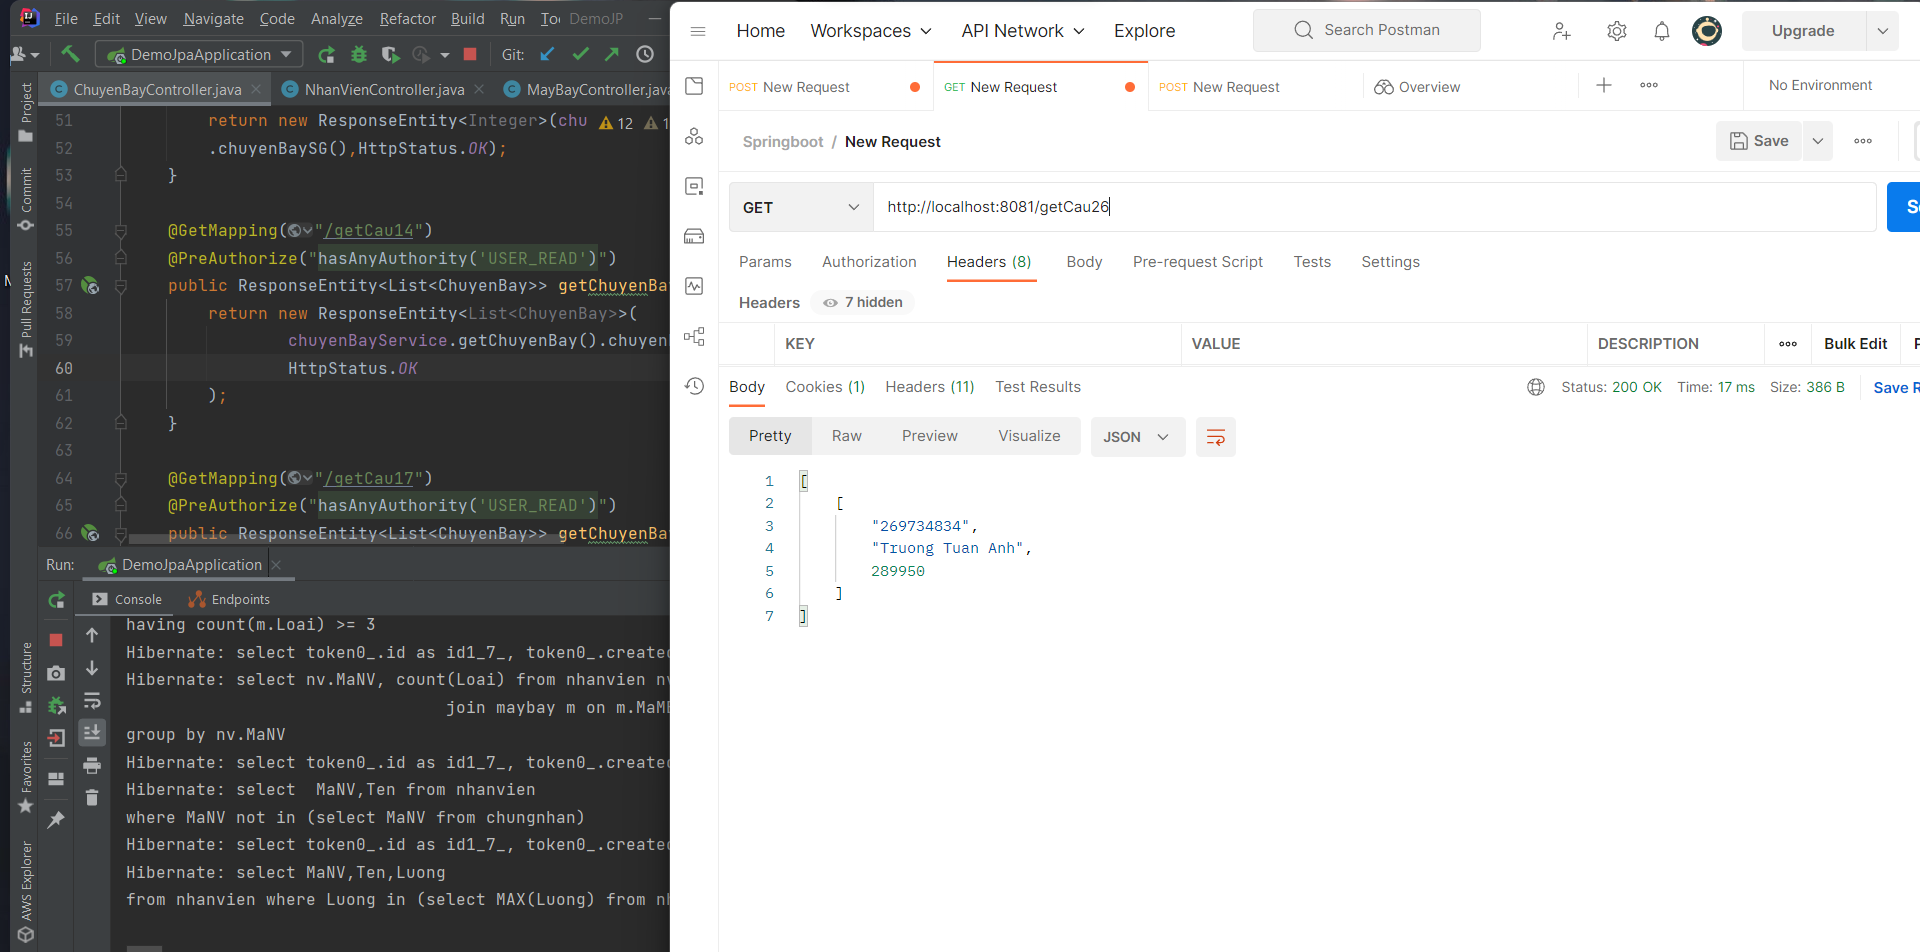 File Edit View Navigate Code Analyze Refactor Build Run DemoJP
DemoJpaApplication Git:
ChuyenBayController.java NhanVienController.java MayBayController.java
Project
Commit
Pull Requests
Structure
Favorites
AWS Explorer
51 return new ResponseEntity<Integer>(chu 12
52 .chuyenBaySG(),HttpStatus.OK);
53 }
54
55 @GetMapping("/getCau14")
56 @PreAuthorize("hasAnyAuthority('USER_READ')")
57 public ResponseEntity<List<ChuyenBay>> getChuyenBa
58 return new ResponseEntity<List<ChuyenBay>>(
59 chuyenBayService.getChuyenBay().chuyen
60 HttpStatus.OK
61 );
62 }
63
64 @GetMapping("/getCau17")
65 @PreAuthorize("hasAnyAuthority('USER_READ')")
66 public ResponseEntity<List<ChuyenBay>> getChuyenBa
Run: DemoJpaApplication
Console Endpoints
having count(m.Loai) >= 3
Hibernate: select token0_.id as id1_7_, token0_.created
Hibernate: select nv.MaNV, count(Loai) from nhanvien nv
join maybay m on m.MaMB
group by nv.MaNV
Hibernate: select token0_.id as id1_7_, token0_.created
Hibernate: select MaNV,Ten from nhanvien
where MaNV not in (select MaNV from chungnhan)
Hibernate: select token0_.id as id1_7_, token0_.created
Hibernate: select MaNV,Ten,Luong
from nhanvien where Luong in (select MAX(Luong) from nh
Home Workspaces API Network Explore Search Postman Upgrade
POST New Request GET New Request POST New Request Overview No Environment
Springboot / New Request Save
GET http://localhost:8081/getCau26
Params Authorization Headers (8) Body Pre-request Script Tests Settings
Headers 7 hidden
KEY VALUE DESCRIPTION Bulk Edit
Body Cookies (1) Headers (11) Test Results Status: 200 OK Time: 17 ms Size: 386 B Save R
Pretty Raw Preview Visualize JSON
1 [
2 [
3 "269734834",
4 "Truong Tuan Anh",
5 289950
6 ]
7 ]